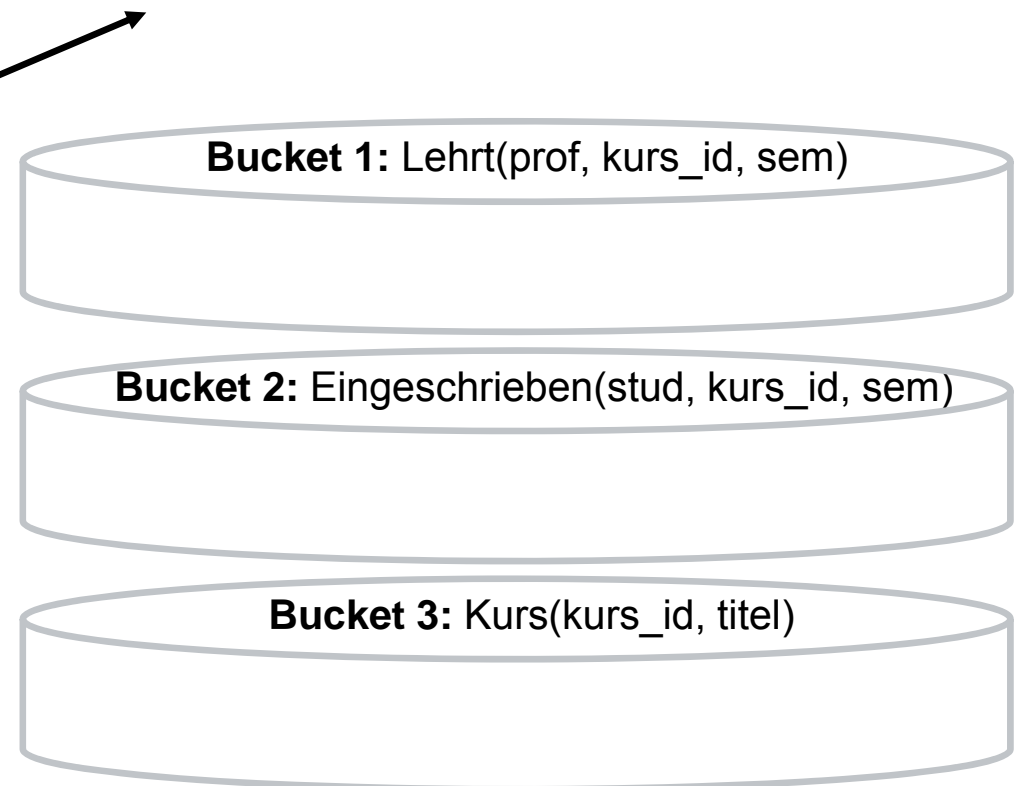 Bucket 1: Lehrt(prof, kurs_id, sem)
Bucket 2: Eingeschrieben(stud, kurs_id, sem)
Bucket 3: Kurs(kurs_id, titel)